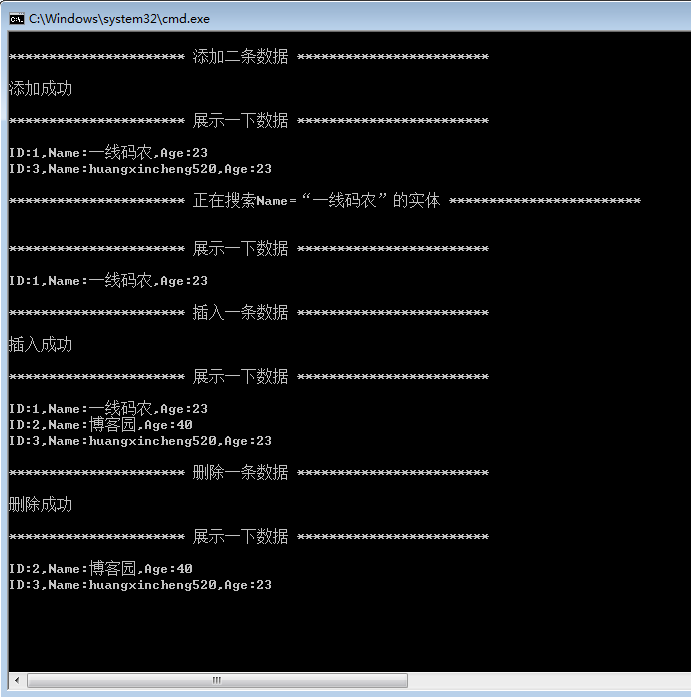 C:\Windows\system32\cmd.exe
********************** 添加二条数据 ************************
添加成功
********************** 展示一下数据 ************************
ID:1,Name:一线码农,Age:23
ID:3,Name:huangxincheng520,Age:23
********************** 正在搜索Name=“一线码农”的实体 ************************
********************** 展示一下数据 ************************
ID:1,Name:一线码农,Age:23
********************** 插入一条数据 ************************
插入成功
********************** 展示一下数据 ************************
ID:1,Name:一线码农,Age:23
ID:2,Name:博客园,Age:40
ID:3,Name:huangxincheng520,Age:23
********************** 删除一条数据 ************************
删除成功
********************** 展示一下数据 ************************
ID:2,Name:博客园,Age:40
ID:3,Name:huangxincheng520,Age:23